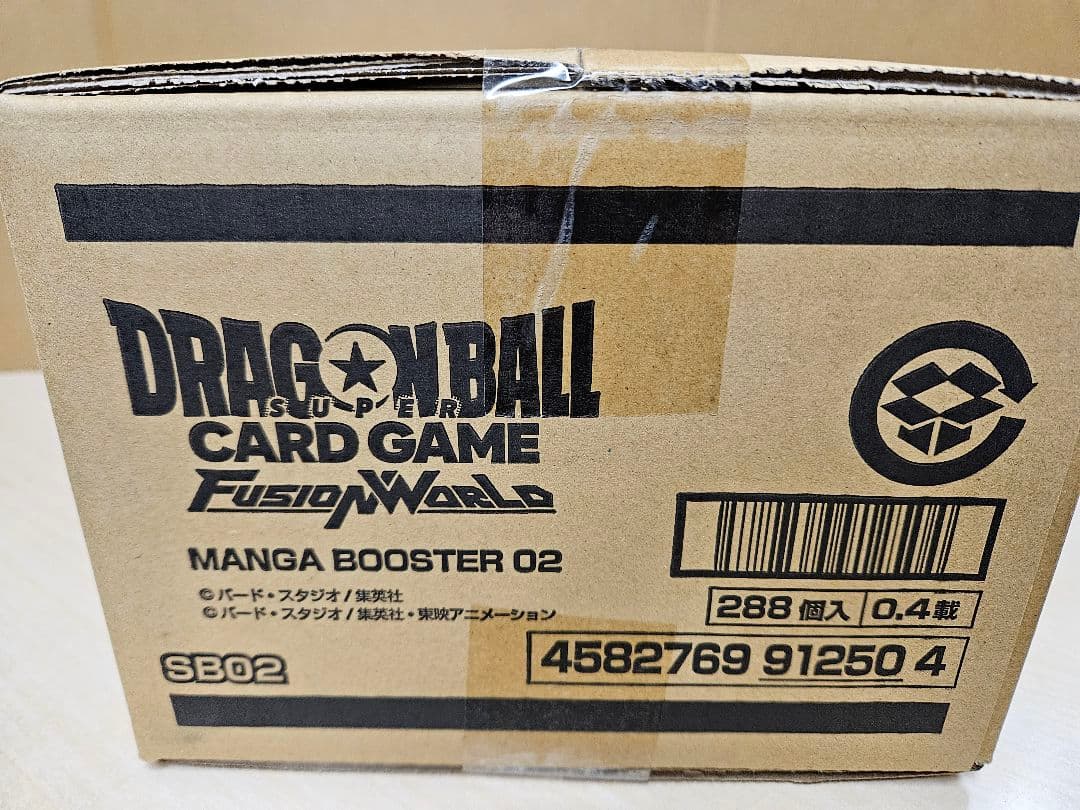 DRAGON BALL
SUPER
CARD GAME
FUSION WORLD
MANGA BOOSTER 02
©バード・スタジオ/集英社
©バード・スタジオ/集英社・東映アニメーション
SB02
288個入 0.4載
4582769 91250 4